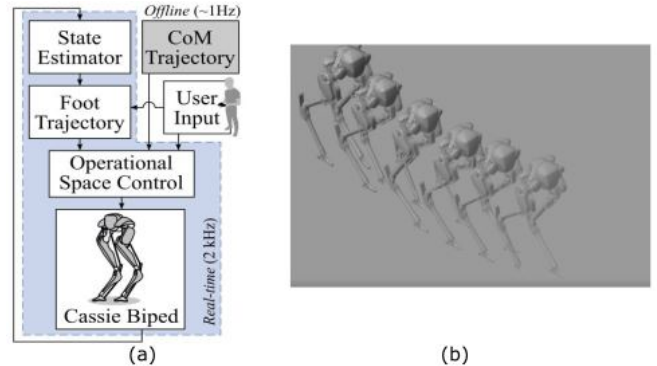 Offline (~1Hz)
State
Estimator
CoM
Trajectory
Foot
Trajectory
User
Input
Operational
Space Control
Cassie Biped
Real-time (2 kHz)
(a)
(b)